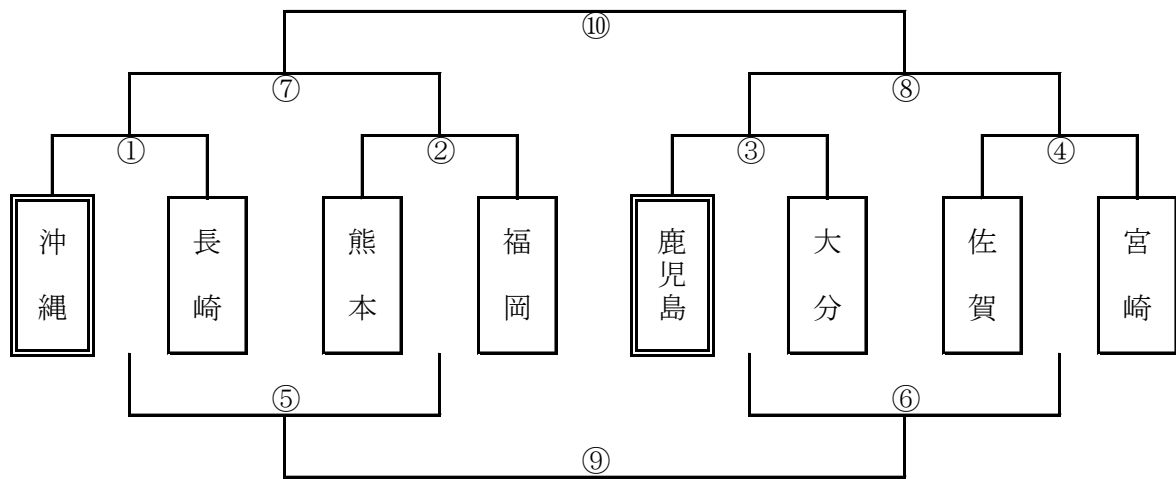 ⑩
⑦
⑧
①
②
③
④
沖縄
長崎
熊本
福岡
鹿児島
大分
佐賀
宮崎
⑤
⑥
⑨